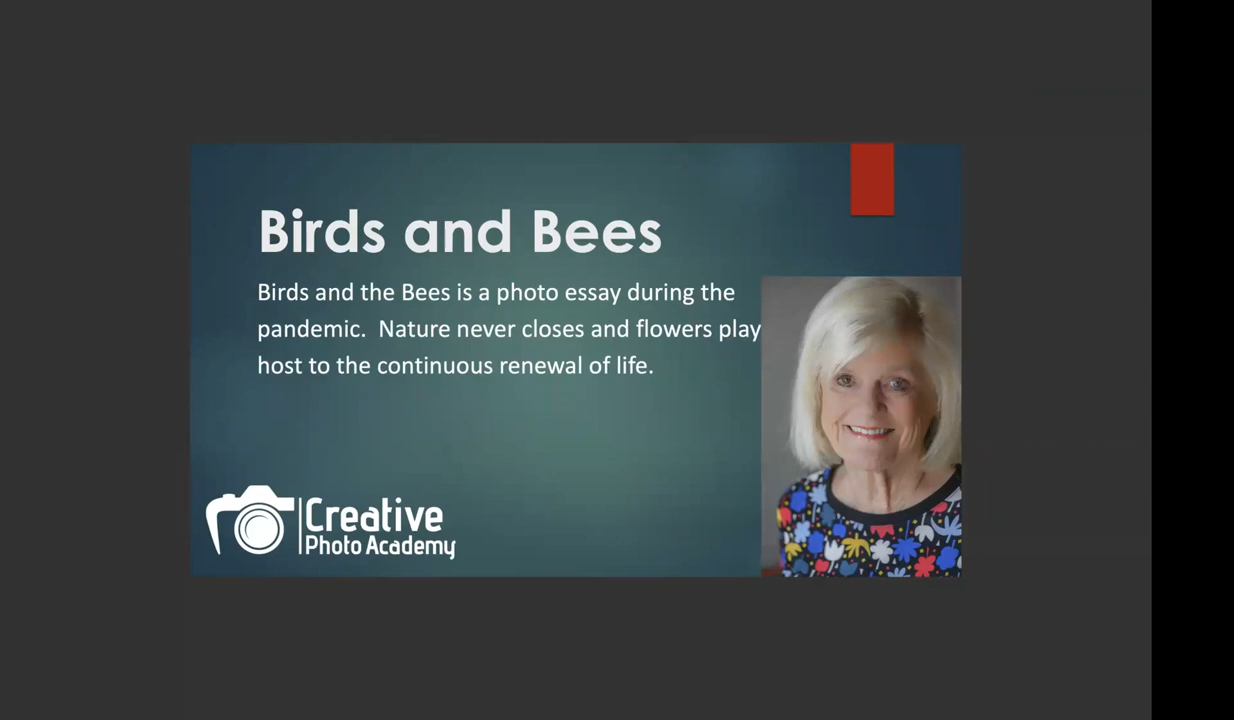 Birds and Bees
Birds and the Bees is a photo essay during the
pandemic.  Nature never closes and flowers play
host to the continuous renewal of life.
Creative
Photo Academy